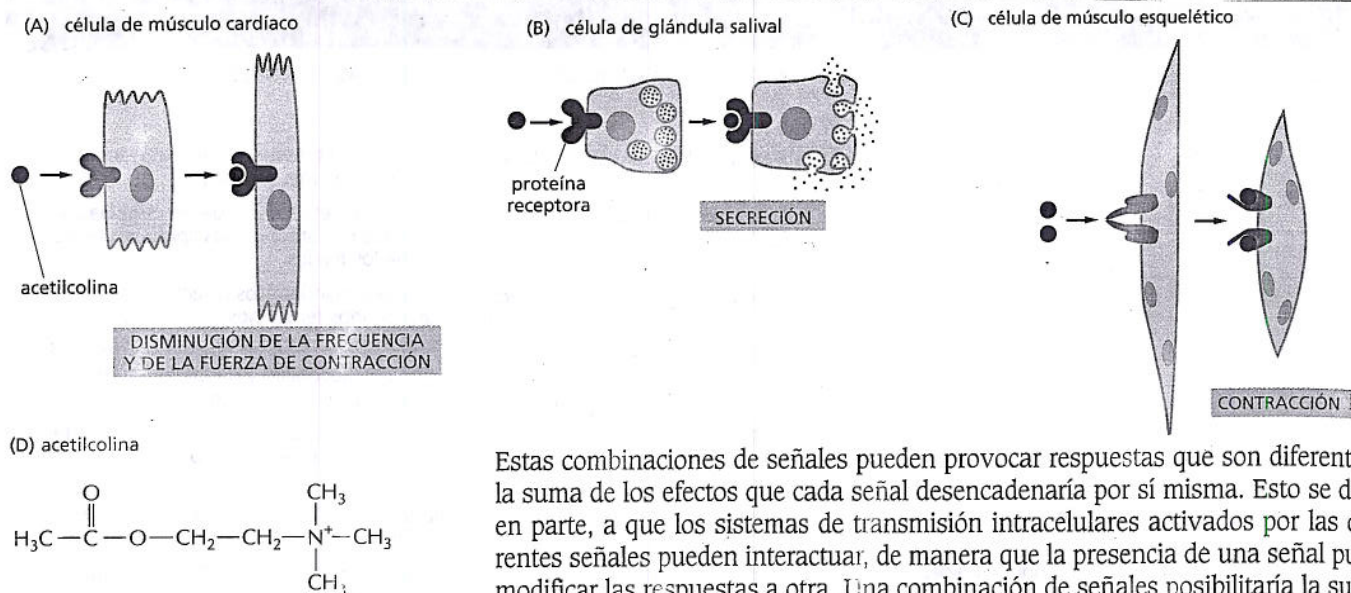 (A) célula de músculo cardíaco
acetilcolina
DISMINUCIÓN DE LA FRECUENCIA
Y DE LA FUERZA DE CONTRACCIÓN
(B) célula de glándula salival
proteína
receptora
SECRECIÓN
(C) célula de músculo esquelético
CONTRACCIÓN
(D) acetilcolina
O
CH₃
H₃C—C—O—CH₂—CH₂—N⁺—CH₃
CH₃
Estas combinaciones de señales pueden provocar respuestas que son diferent
la suma de los efectos que cada señal desencadenaría por sí misma. Esto se d
en parte, a que los sistemas de transmisión intracelulares activados por las d
rentes señales pueden interactuar, de manera que la presencia de una señal pu
modificar las respuestas a otra. Una combinación de señales posibilitaría la su